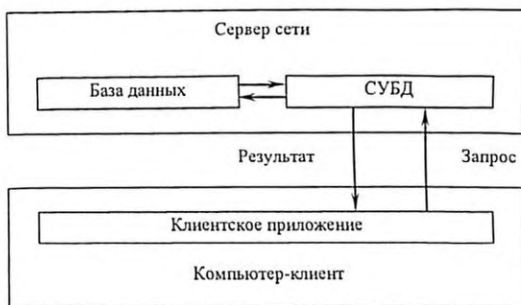 Сервер сети
База данных
СУБД
Результат
Запрос
Клиентское приложение
Компьютер-клиент